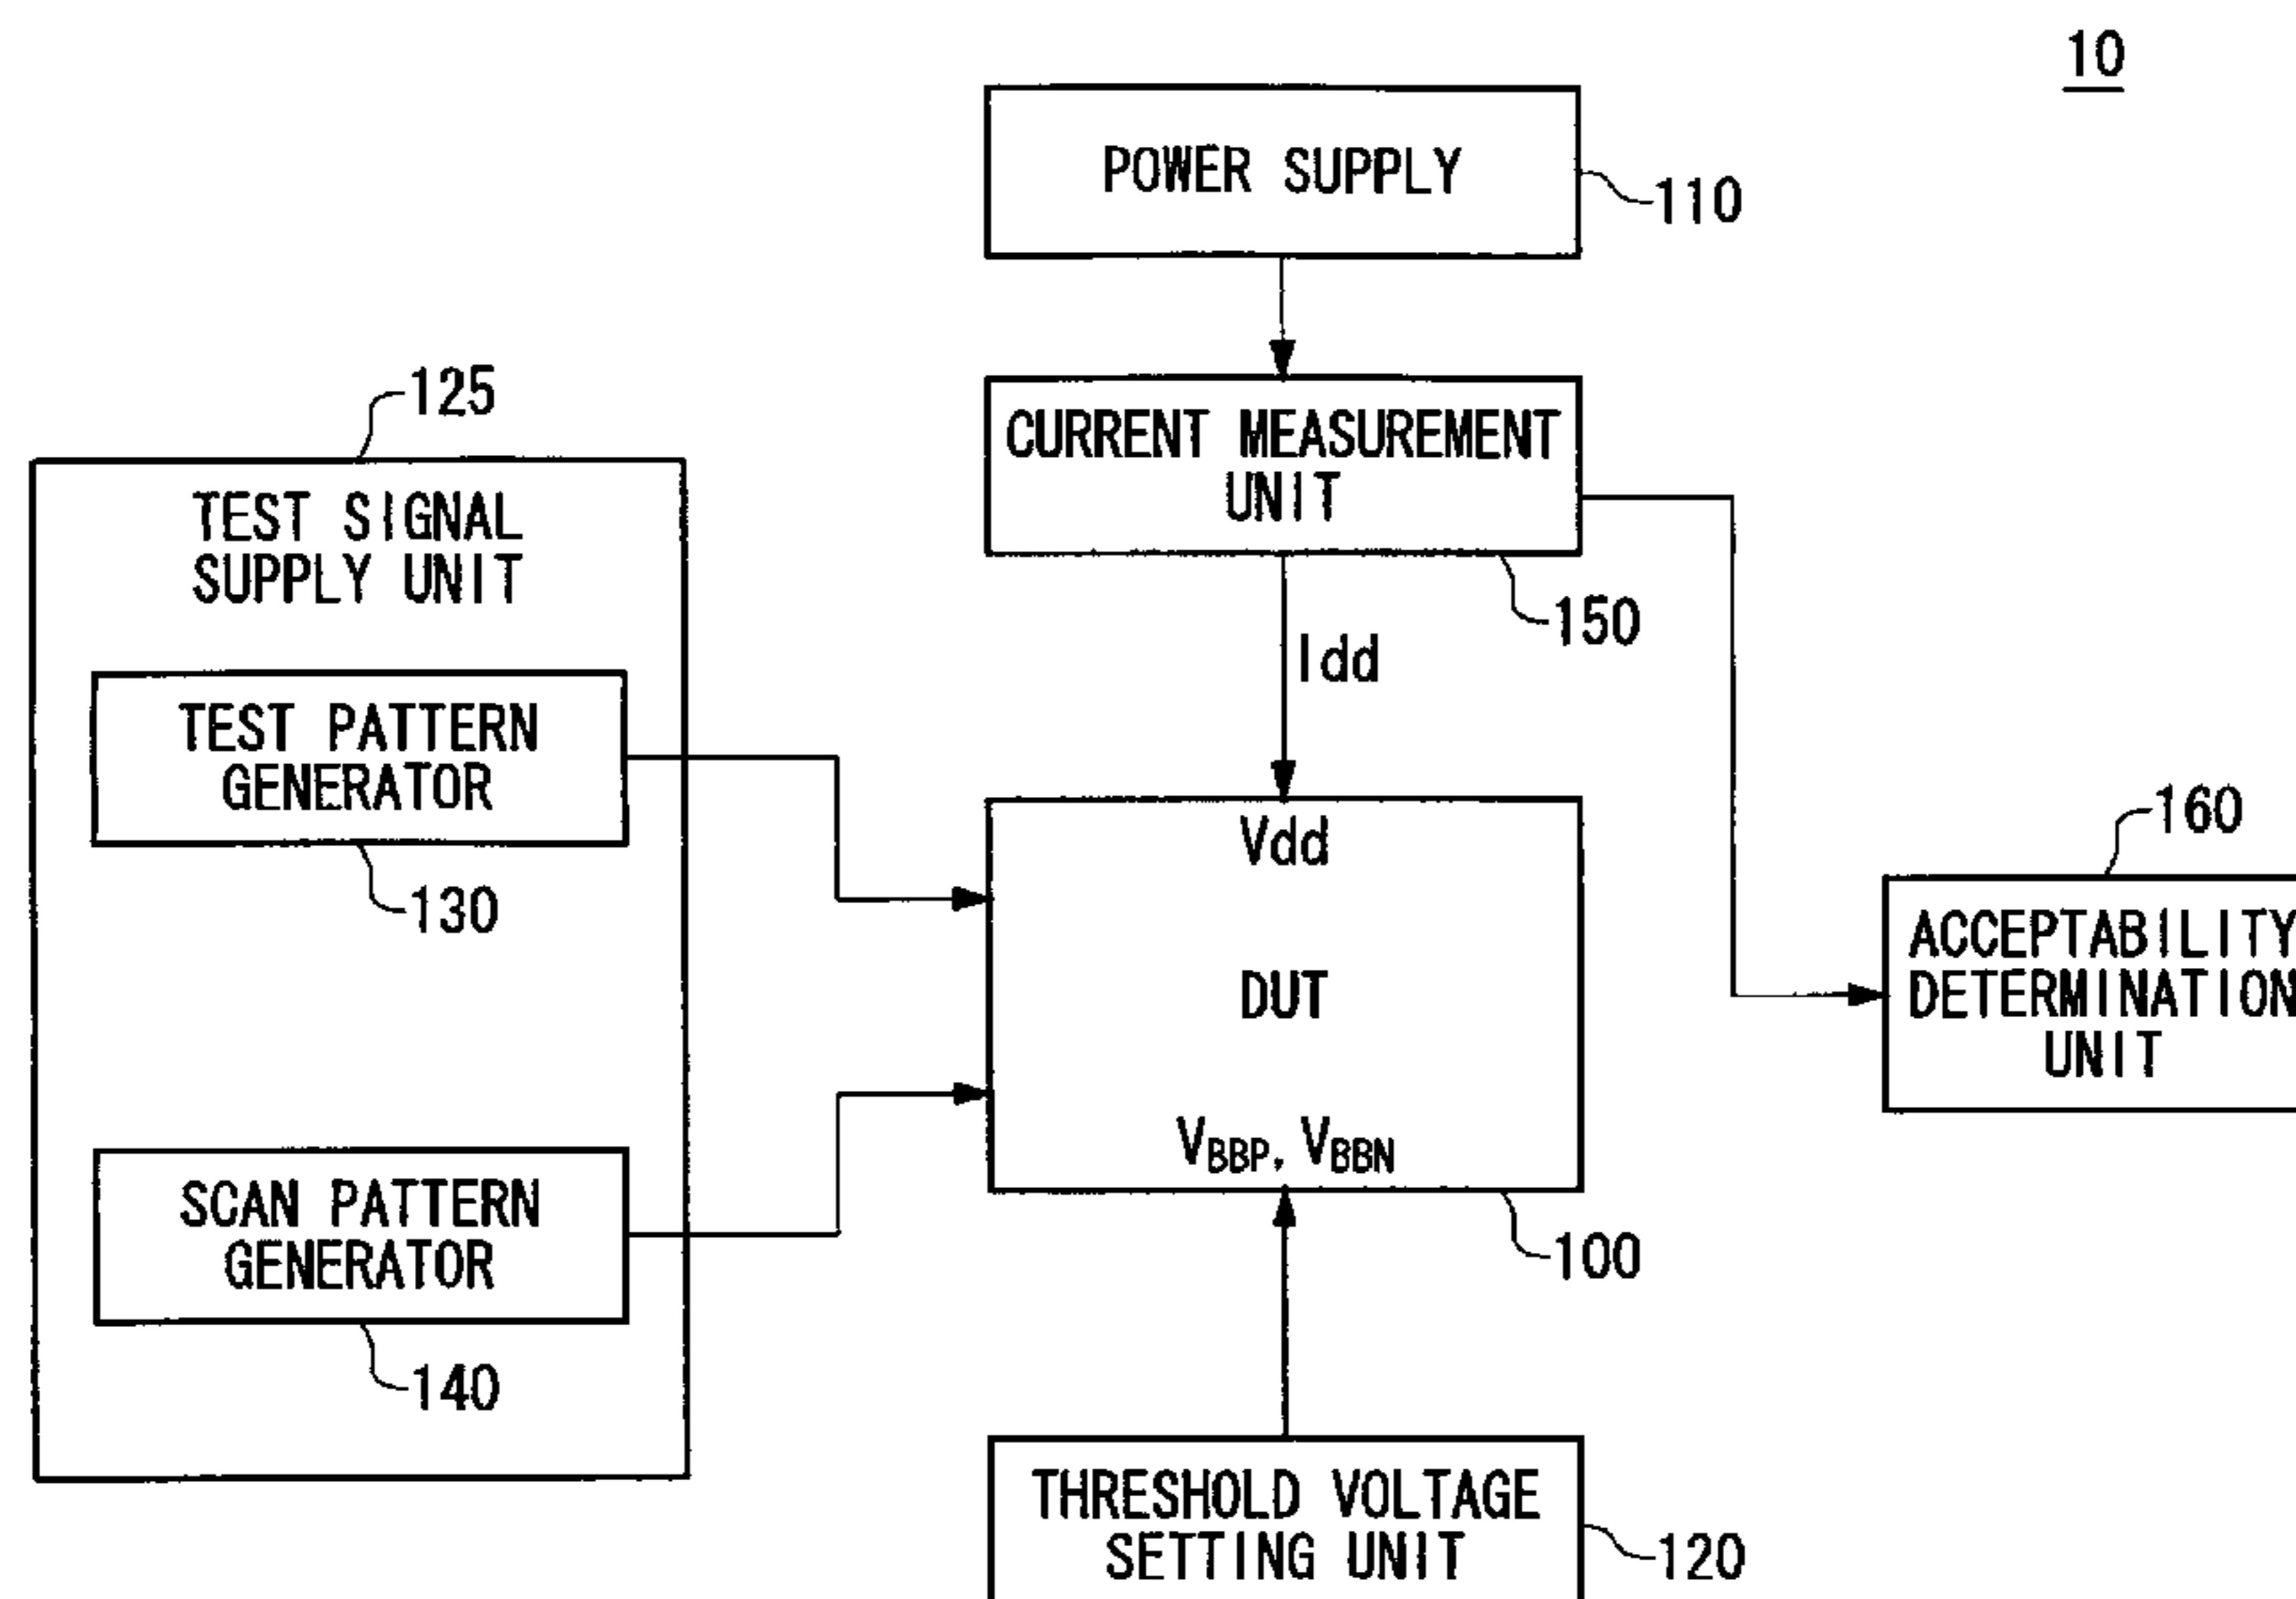 10
POWER SUPPLY
110
CURRENT MEASUREMENT
UNIT
150
Idd
125
TEST SIGNAL
SUPPLY UNIT
TEST PATTERN
GENERATOR
130
SCAN PATTERN
GENERATOR
140
Vdd
DUT
VBBP, VBBN
100
160
ACCEPTABILITY
DETERMINATION
UNIT
THRESHOLD VOLTAGE
SETTING UNIT
120